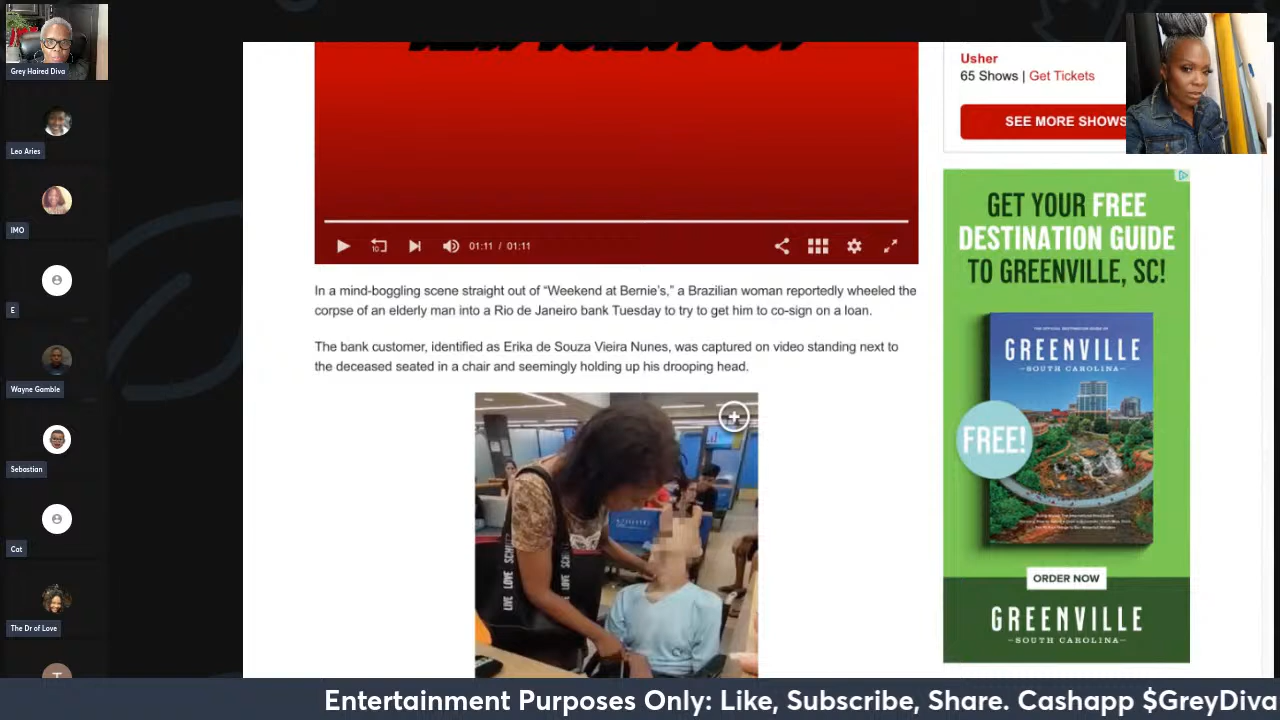 Grey Haired Diva
Leo Aries
IMO
E
Wayne Gamble
Sebastian
Cat
The Dr of Love
T
01:11 / 01:11
10
In a mind-boggling scene straight out of “Weekend at Bernie’s,” a Brazilian woman reportedly wheeled the
corpse of an elderly man into a Rio de Janeiro bank Tuesday to try to get him to co-sign on a loan.
The bank customer, identified as Erika de Souza Vieira Nunes, was captured on video standing next to
the deceased seated in a chair and seemingly holding up his drooping head.
LIVE LOVE
Usher
65 Shows | Get Tickets
SEE MORE SHOWS
GET YOUR FREE
DESTINATION GUIDE
TO GREENVILLE, SC!
GREENVILLE
SOUTH CAROLINA
FREE!
ORDER NOW
GREENVILLE
SOUTH CAROLINA
Entertainment Purposes Only: Like, Subscribe, Share. Cashapp $GreyDiva